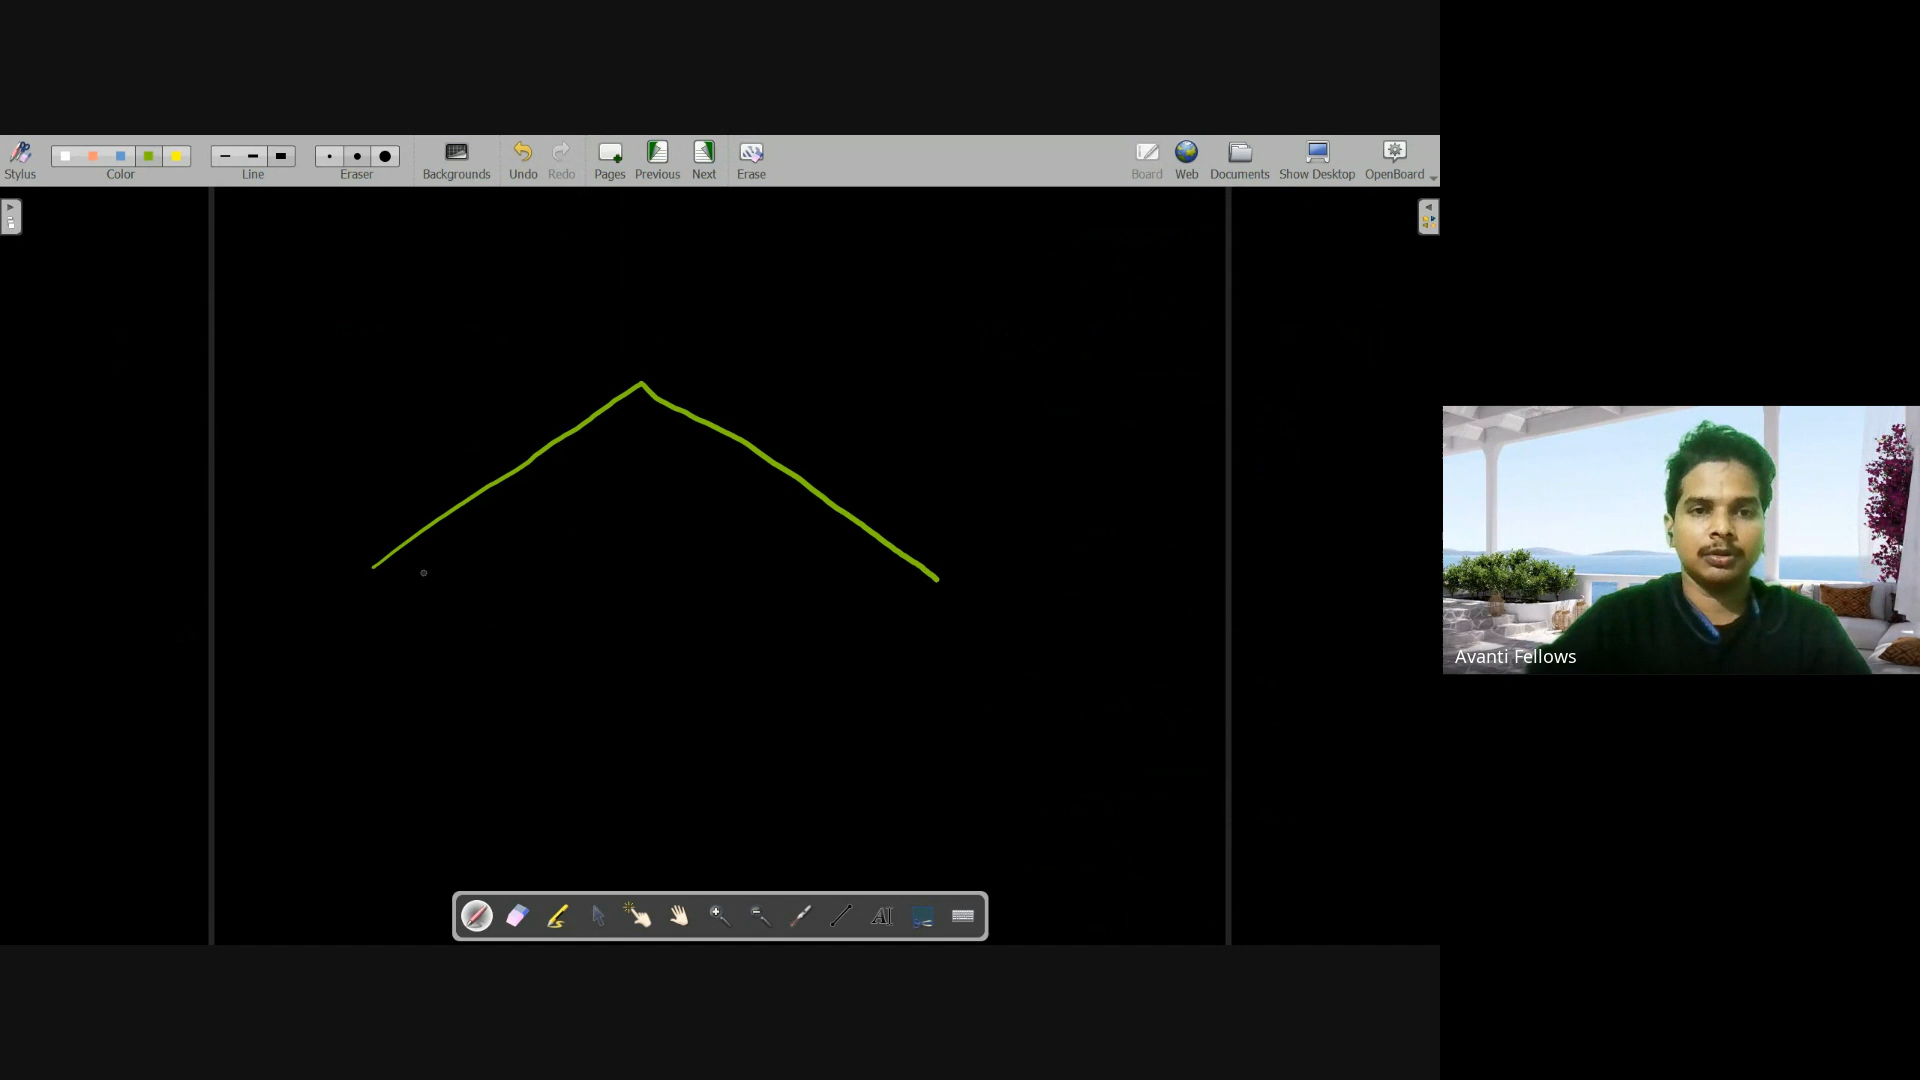 Stylus Color Line Eraser Backgrounds Undo Redo Pages Previous Next Erase Board Web Documents Show Desktop OpenBoard
AI
Avanti Fellows